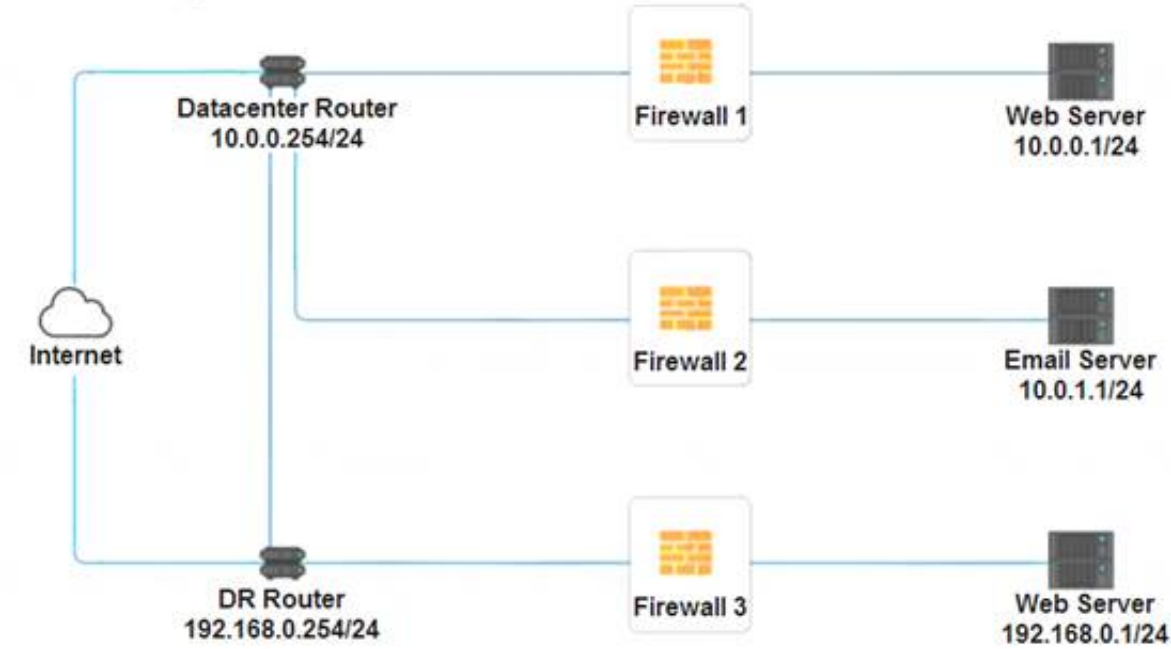 Datacenter Router
10.0.0.254/24
Firewall 1
Web Server
10.0.0.1/24
Internet
Firewall 2
Email Server
10.0.1.1/24
DR Router
192.168.0.254/24
Firewall 3
Web Server
192.168.0.1/24